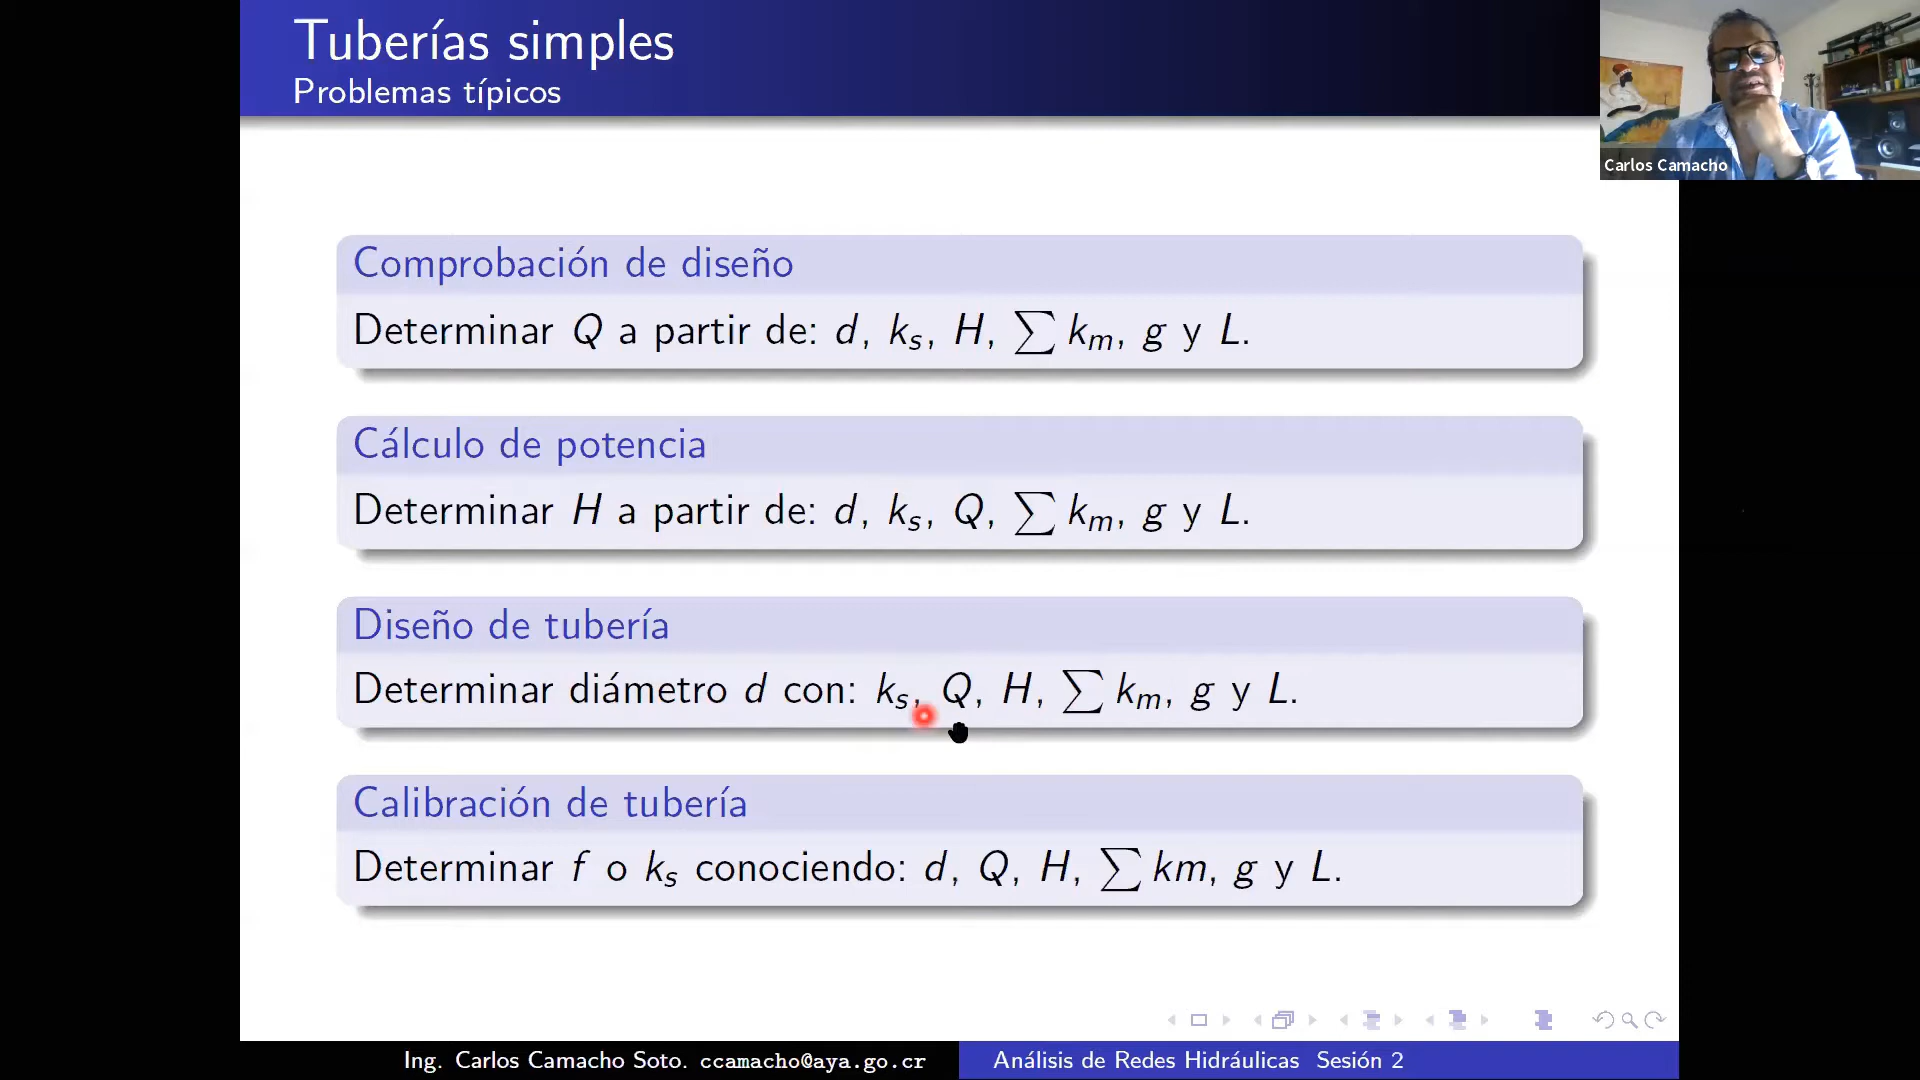 Tuberías simples
Problemas típicos
Carlos Camacho
Comprobación de diseño
Determinar Q a partir de: d, kₛ, H, ∑ kₘ, g y L.
Cálculo de potencia
Determinar H a partir de: d, kₛ, Q, ∑ kₘ, g y L.
Diseño de tubería
Determinar diámetro d con: kₛ, Q, H, ∑ kₘ, g y L.
Calibración de tubería
Determinar f o kₛ conociendo: d, Q, H, ∑ km, g y L.
Ing. Carlos Camacho Soto. ccamacho@aya.go.cr
Análisis de Redes Hidráulicas Sesión 2